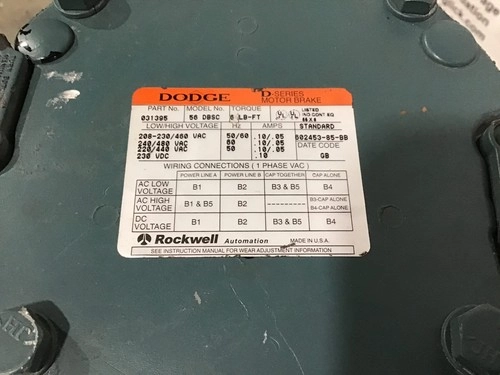 DODGE D-SERIES MOTOR BRAKE
PART No. MODEL No. TORQUE LISTED
031395 56 DBSC 6 LB-FT IND CONT EQ
LOW/HIGH VOLTAGE Hz AMPS STANDARD
208-230/460 VAC 50/60 .10/.05 502453-85-BB
240/480 VAC 60 .10/.05 DATE CODE
220/440 VAC 50 .10/.05 GB
230 VDC .10
WIRING CONNECTIONS (1 PHASE VAC)
POWER LINE A POWER LINE B CAP TOGETHER CAP ALONE
AC LOW VOLTAGE B1 B2 B3 & B5 B4
AC HIGH VOLTAGE B1 & B5 B2 ---------- B3-CAP ALONE B4-CAP ALONE
DC VOLTAGE B1 B2 B3 & B5 B4
Rockwell Automation MADE IN U.S.A.
SEE INSTRUCTION MANUAL FOR WEAR ADJUSTMENT INFORMATION